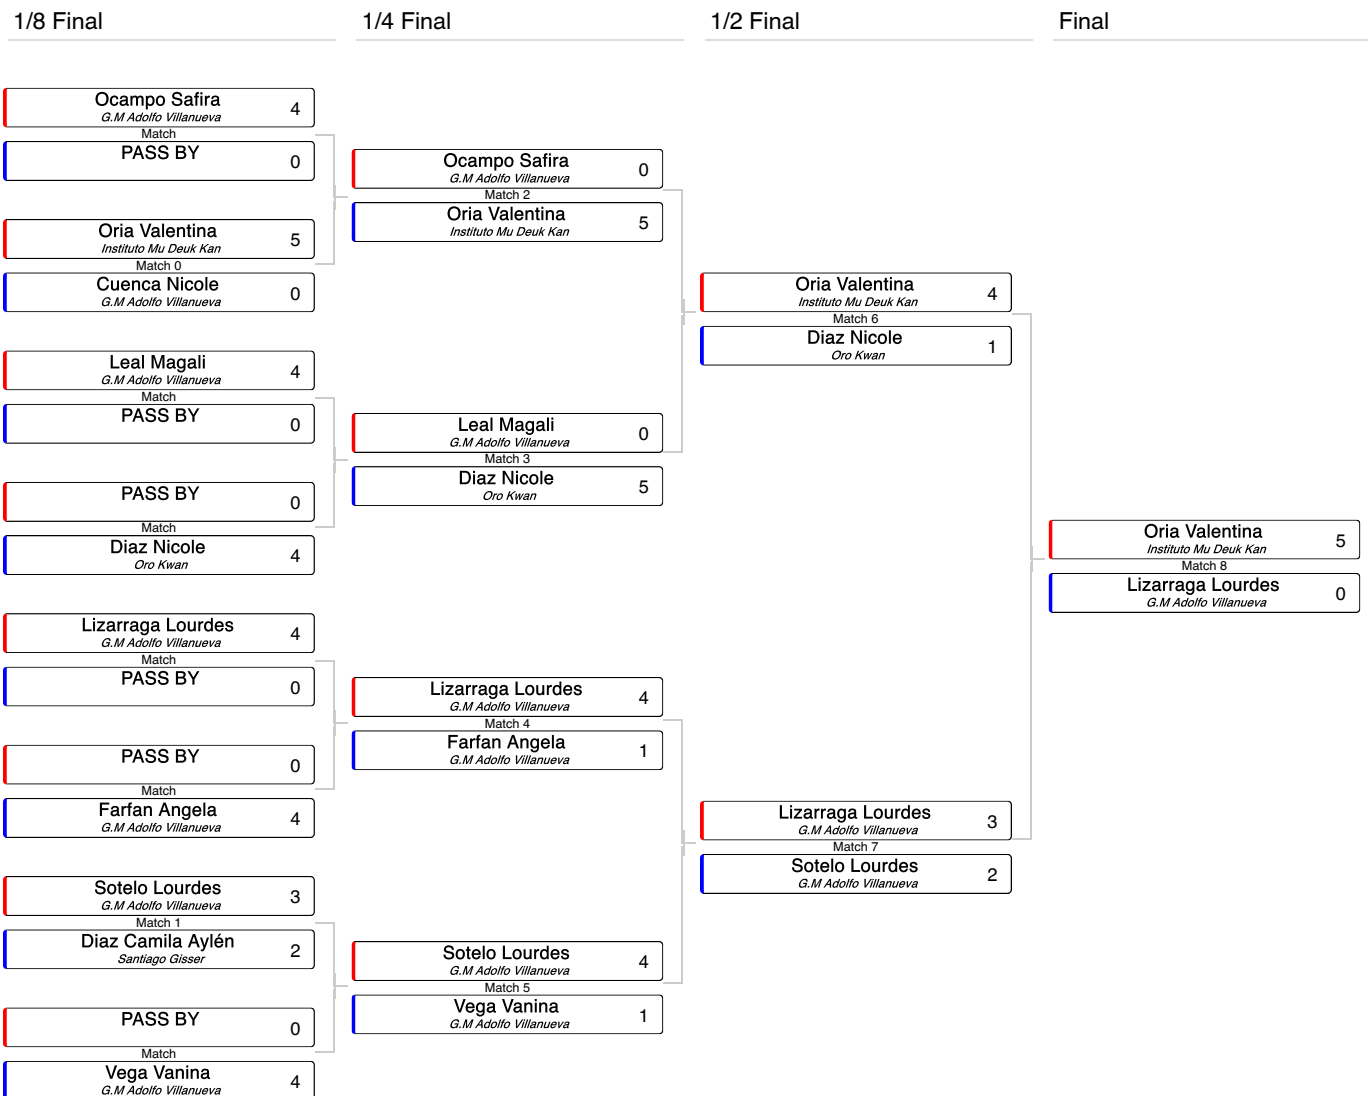 1/8 Final
1/4 Final
1/2 Final
Final
Ocampo Safira
G.M Adolfo Villanueva
4
Match
PASS BY
0
Oria Valentina
Instituto Mu Deuk Kan
5
Match 0
Cuenca Nicole
G.M Adolfo Villanueva
0
Leal Magali
G.M Adolfo Villanueva
4
Match
PASS BY
0
PASS BY
0
Match
Diaz Nicole
Oro Kwan
4
Lizarraga Lourdes
G.M Adolfo Villanueva
4
Match
PASS BY
0
PASS BY
0
Match
Farfan Angela
G.M Adolfo Villanueva
4
Sotelo Lourdes
G.M Adolfo Villanueva
3
Match 1
Diaz Camila Aylén
Santiago Gisser
2
PASS BY
0
Match
Vega Vanina
G.M Adolfo Villanueva
4
Ocampo Safira
G.M Adolfo Villanueva
0
Match 2
Oria Valentina
Instituto Mu Deuk Kan
5
Leal Magali
G.M Adolfo Villanueva
0
Match 3
Diaz Nicole
Oro Kwan
5
Lizarraga Lourdes
G.M Adolfo Villanueva
4
Match 4
Farfan Angela
G.M Adolfo Villanueva
1
Sotelo Lourdes
G.M Adolfo Villanueva
4
Match 5
Vega Vanina
G.M Adolfo Villanueva
1
Oria Valentina
Instituto Mu Deuk Kan
4
Match 6
Diaz Nicole
Oro Kwan
1
Lizarraga Lourdes
G.M Adolfo Villanueva
3
Match 7
Sotelo Lourdes
G.M Adolfo Villanueva
2
Oria Valentina
Instituto Mu Deuk Kan
5
Match 8
Lizarraga Lourdes
G.M Adolfo Villanueva
0